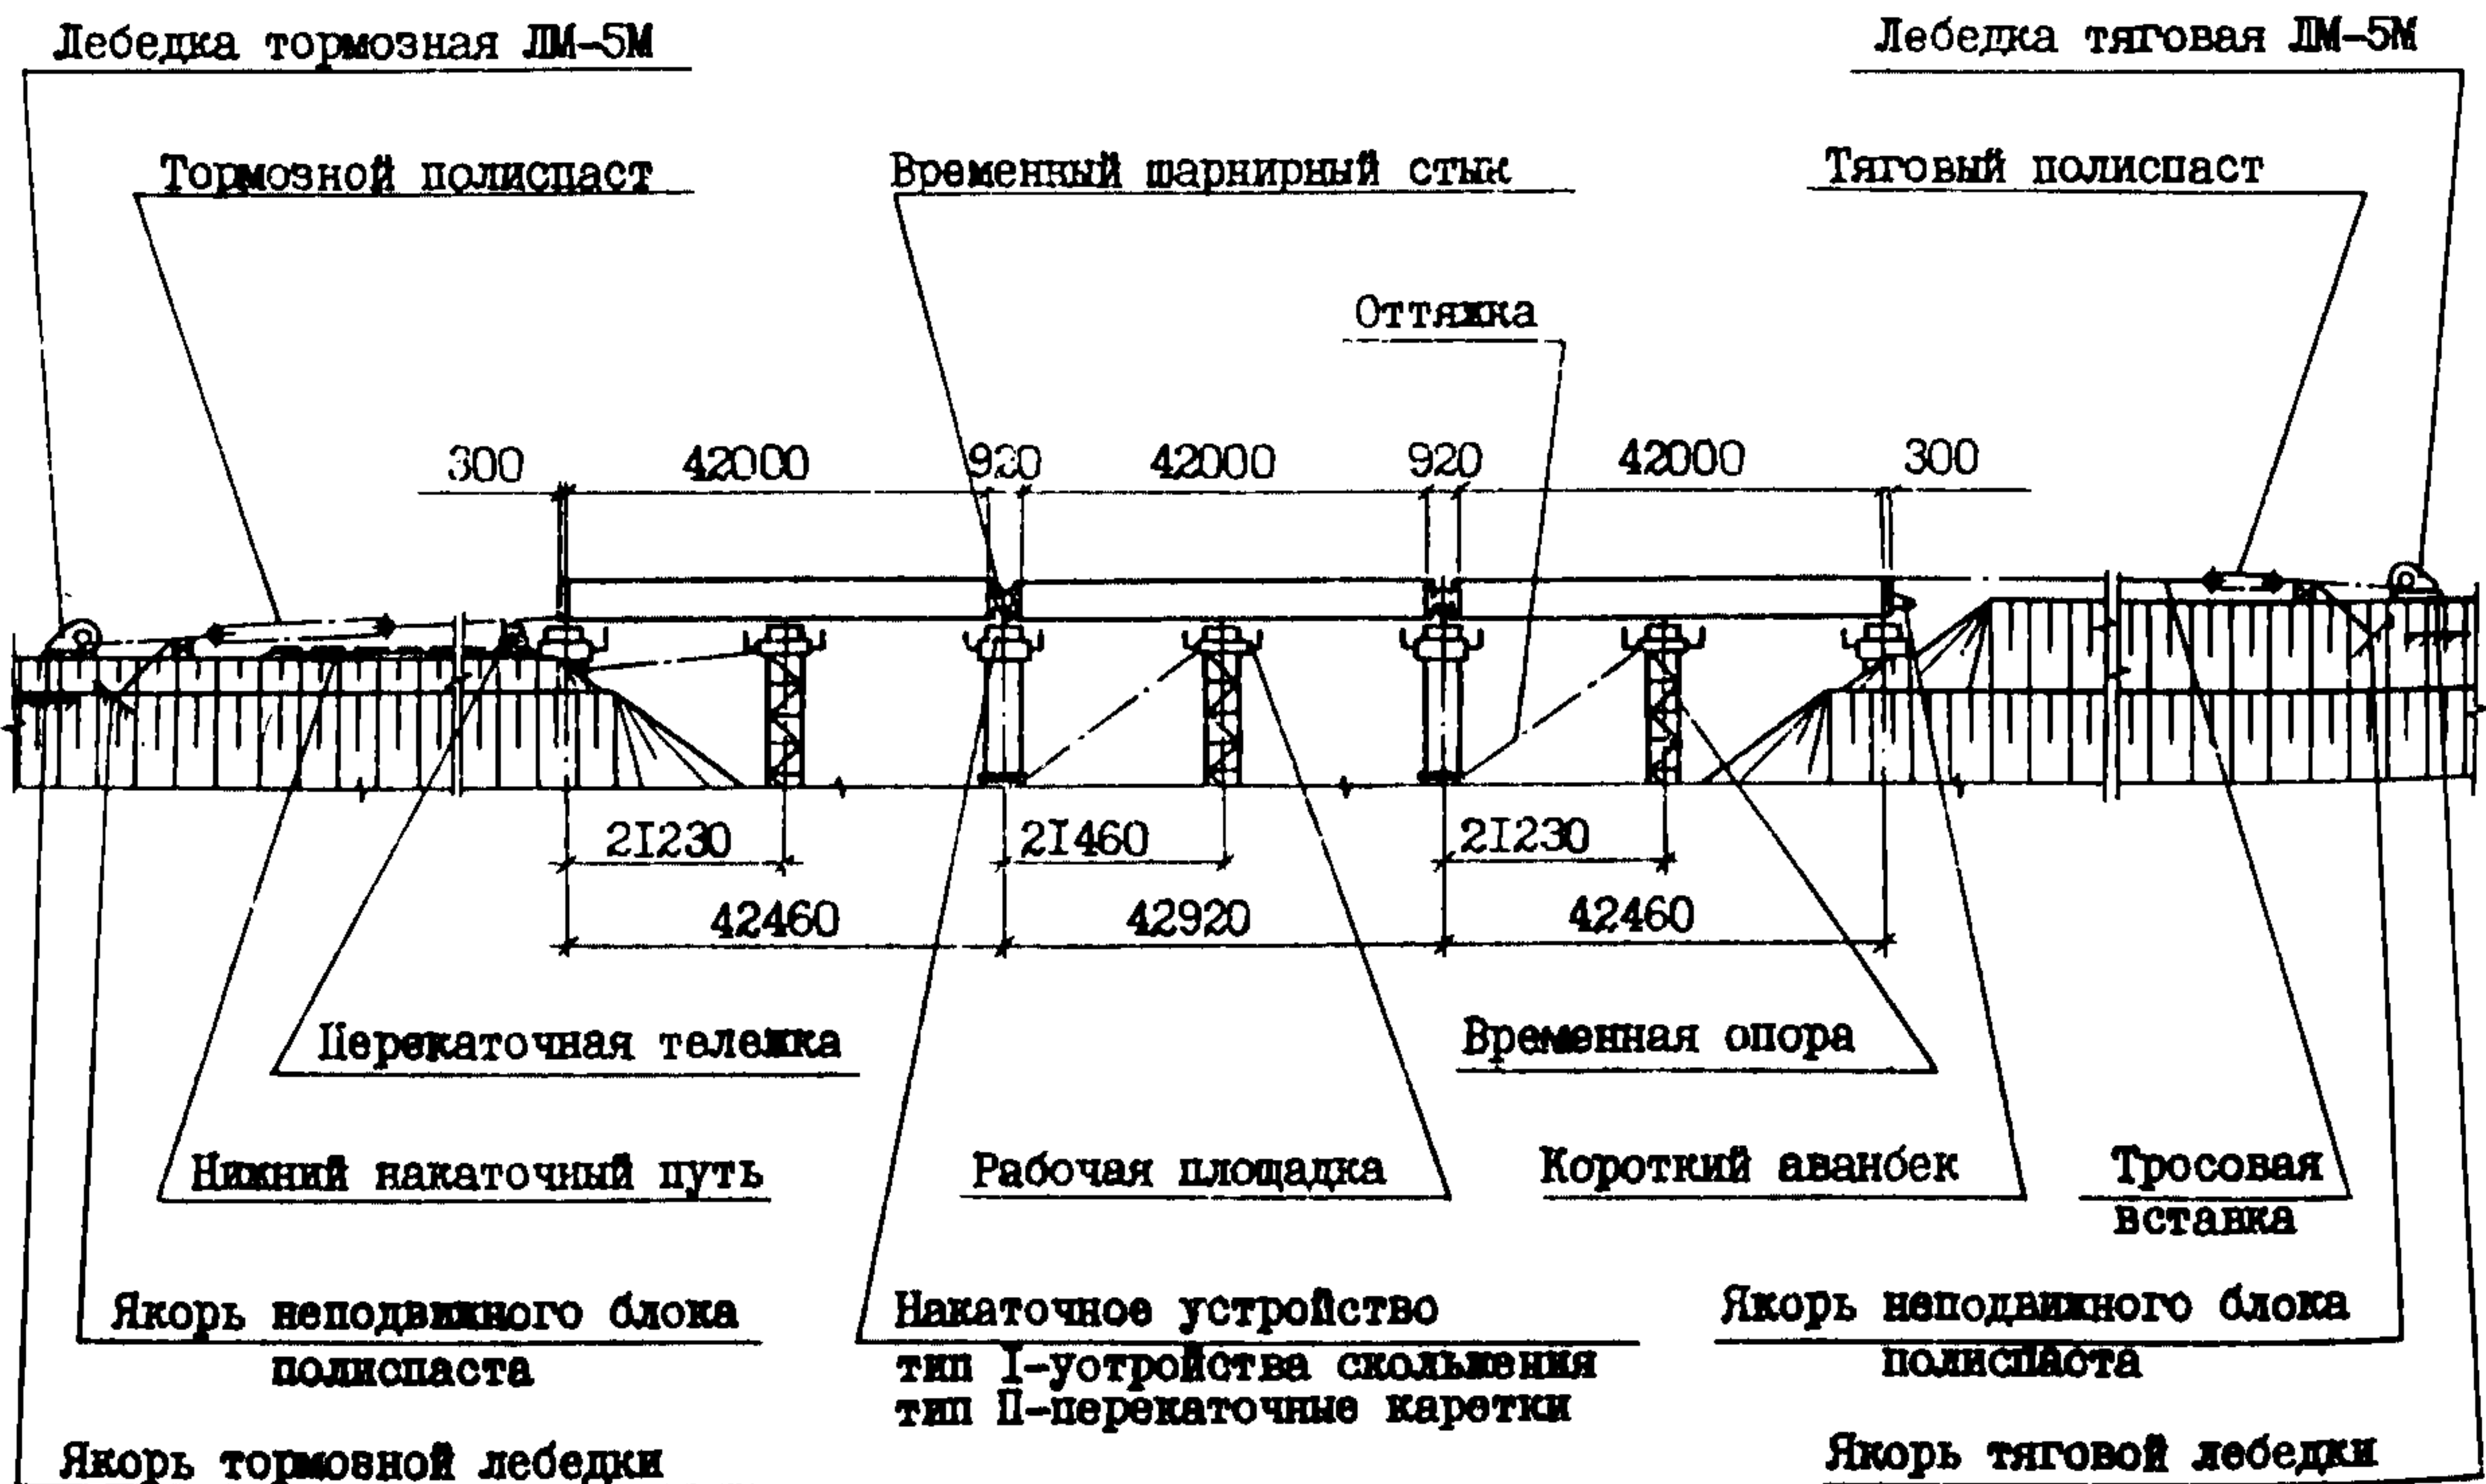 Лебедка тормозная ЛМ-5М
Лебедка тяговая ЛМ-5М
Тормозной полиспаст
Временный шарнирный стык
Тяговый полиспаст
Оттяжка
300 42000 920 42000 920 42000 300
21230 21460 21230
42460 42920 42460
Перекаточная тележка
Временная опора
Нижний накаточный путь
Рабочая площадка
Короткий аванбек
Тросовая
вставка
Якорь неподвижного блока
полиспаста
Накаточное устройство
тип I-устройства скольжения
тип П-перекаточные каретки
Якорь неподвижного блока
полиспаста
Якорь тормозной лебедки
Якорь тяговой лебедки